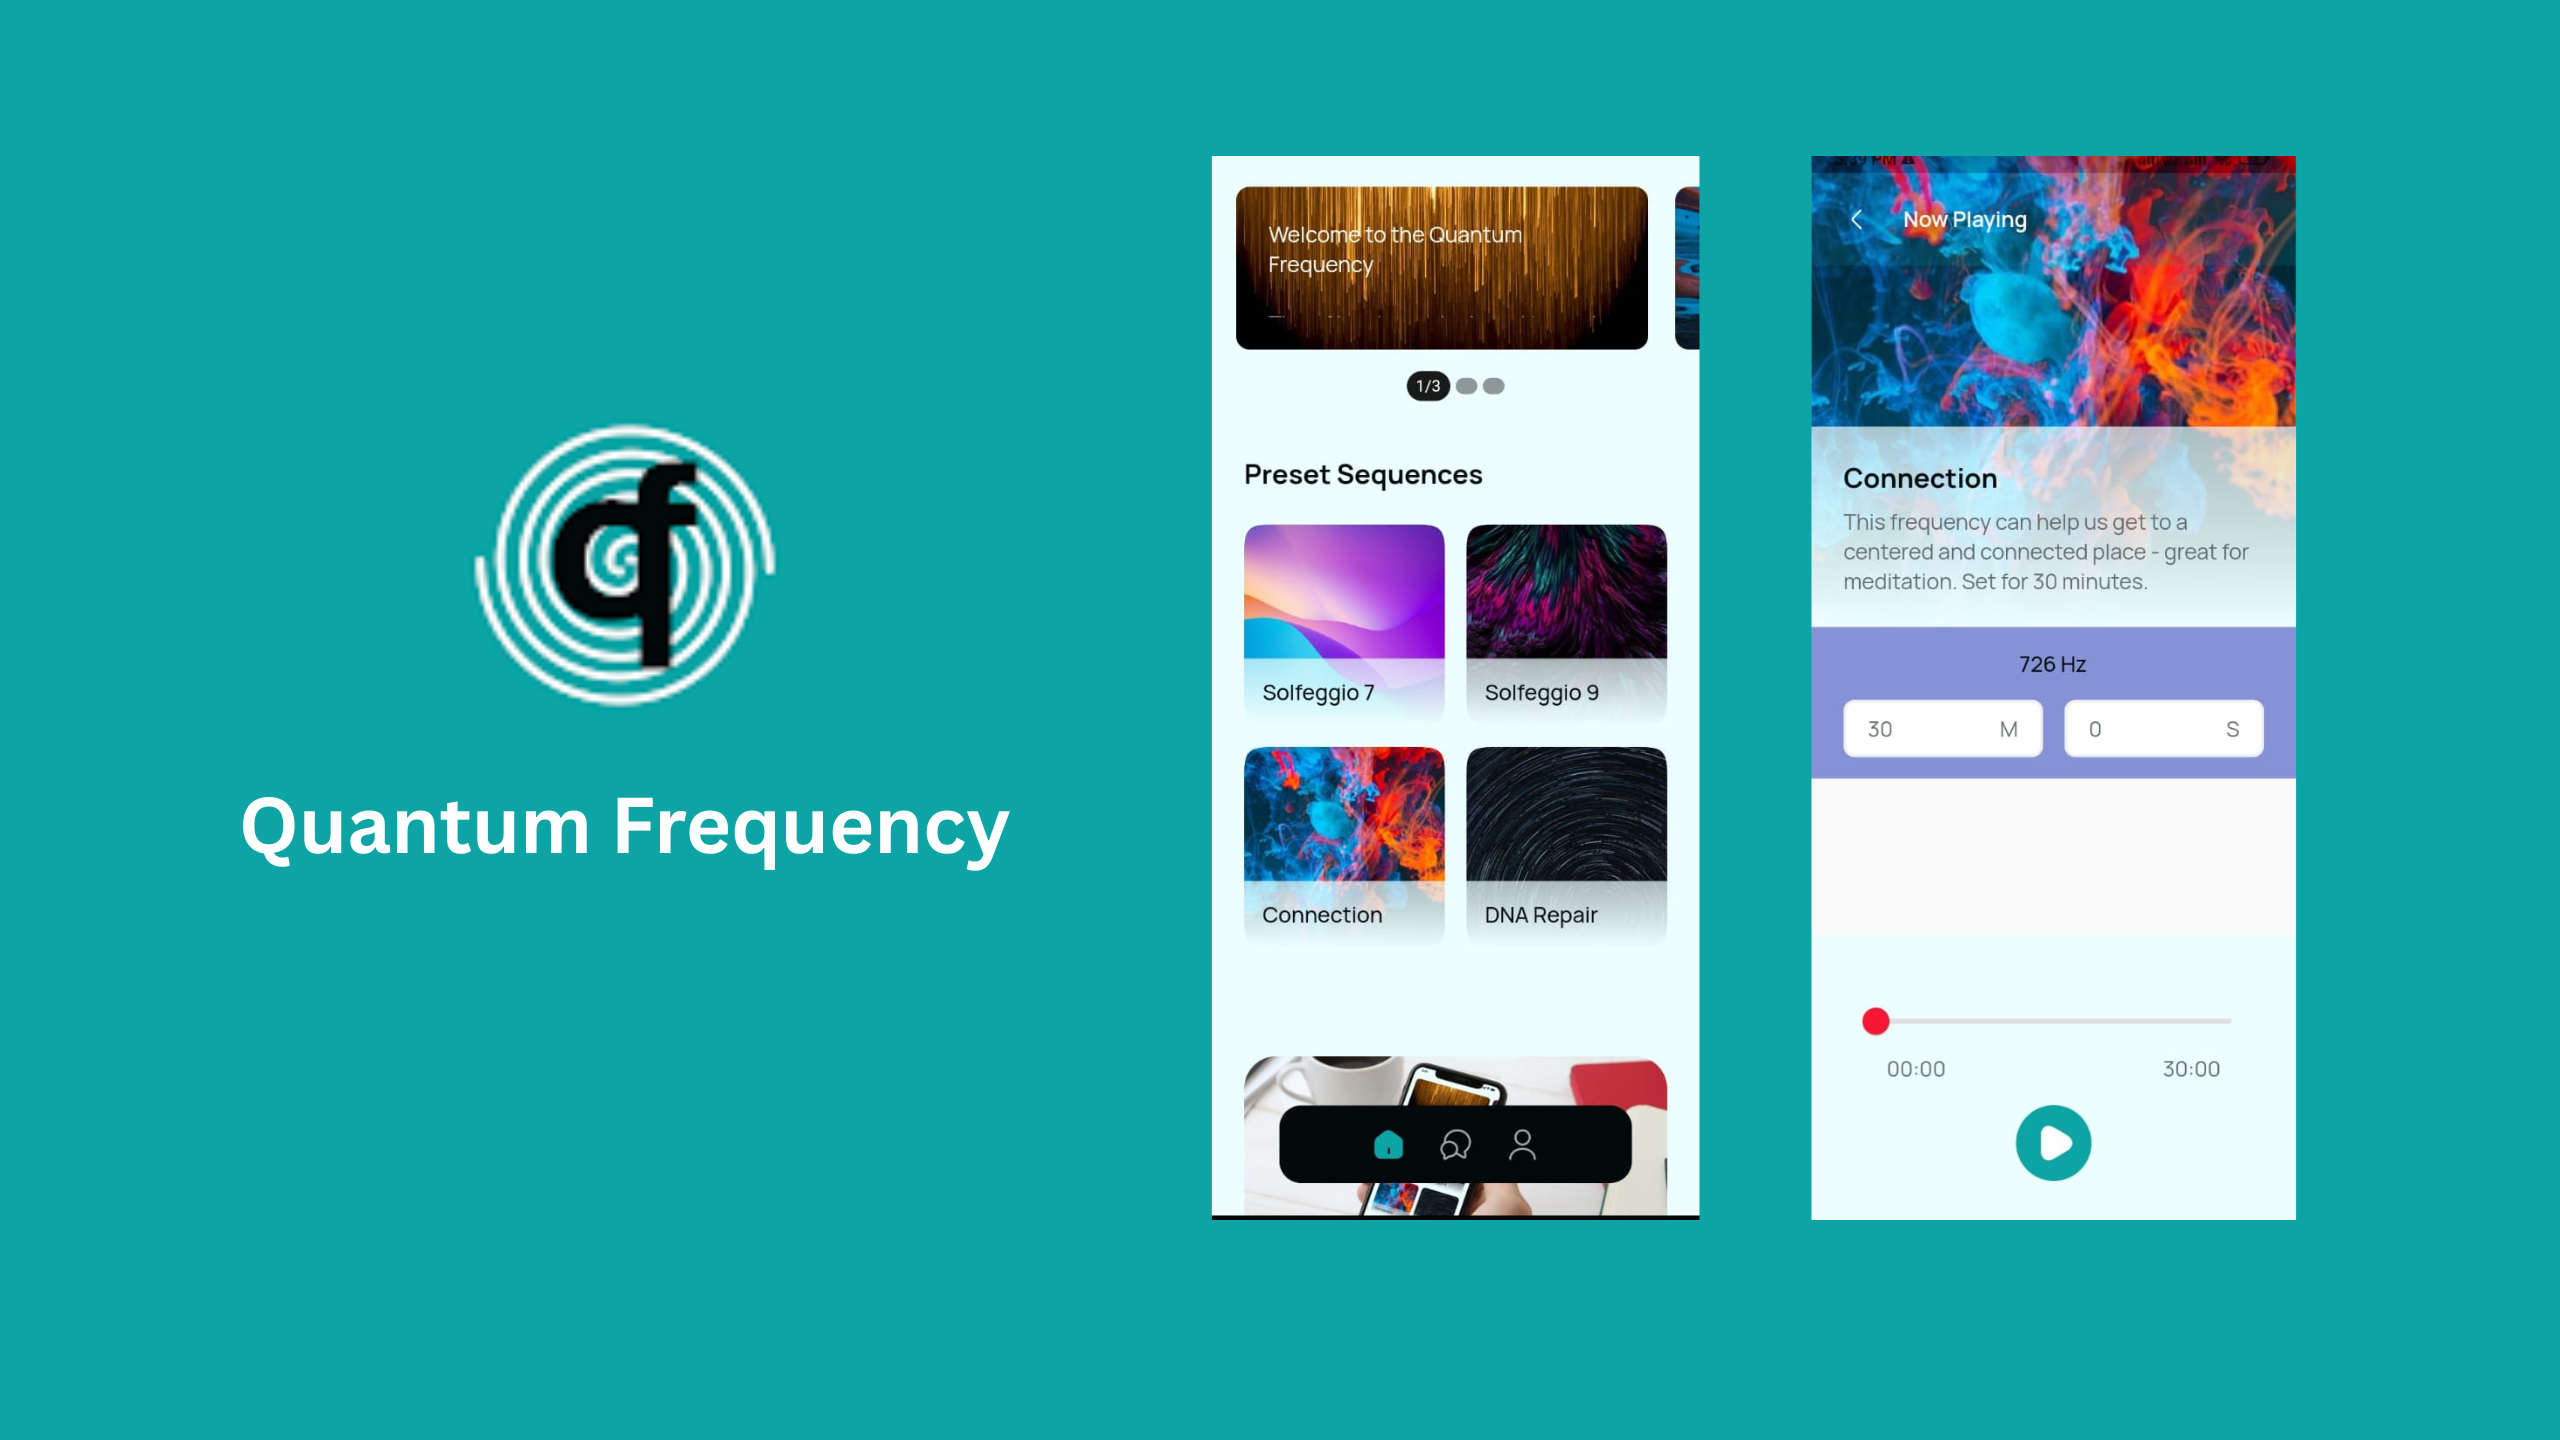 qf
Quantum Frequency
Welcome to the Quantum
Frequency
1/3
Preset Sequences
Solfeggio 7
Solfeggio 9
Connection
DNA Repair
Now Playing
Connection
This frequency can help us get to a
centered and connected place - great for
meditation. Set for 30 minutes.
726 Hz
30 M
0 S
00:00
30:00